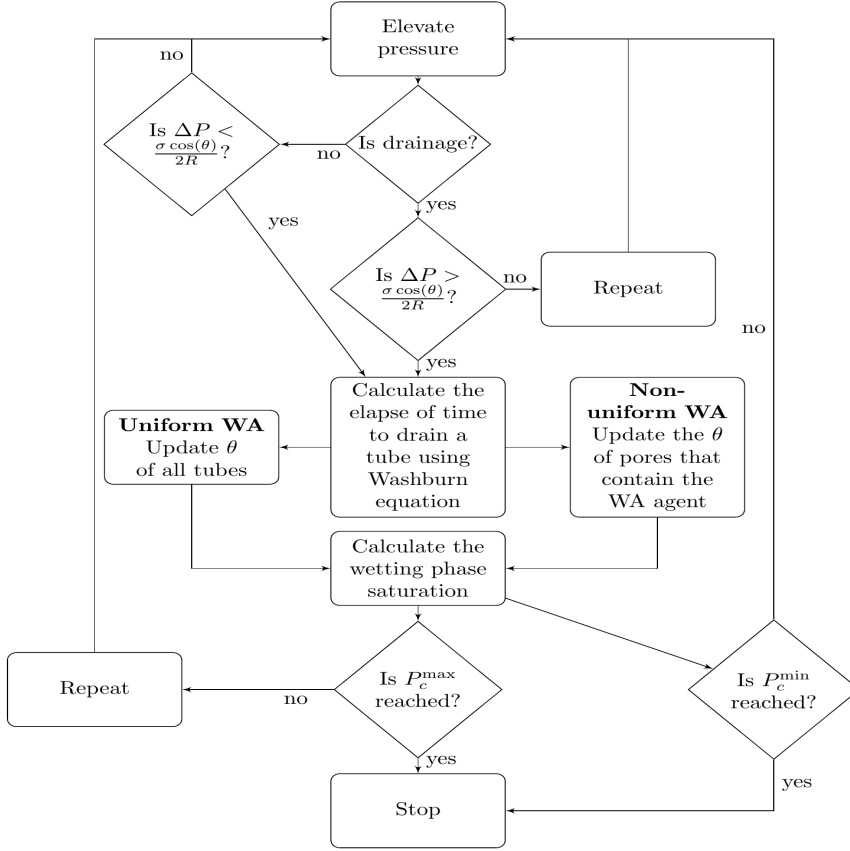 Elevate
pressure
no
Is ΔP <
σ cos(θ)
2R
?
no
Is drainage?
yes
yes
Is ΔP >
σ cos(θ)
2R
?
no
Repeat
no
yes
Uniform WA
Update θ
of all tubes
Calculate the
elapse of time
to drain a
tube using
Washburn
equation
Non-
uniform WA
Update the θ
of pores that
contain the
WA agent
Calculate the
wetting phase
saturation
Repeat
no
Is P_c^max
reached?
Is P_c^min
reached?
yes
yes
Stop